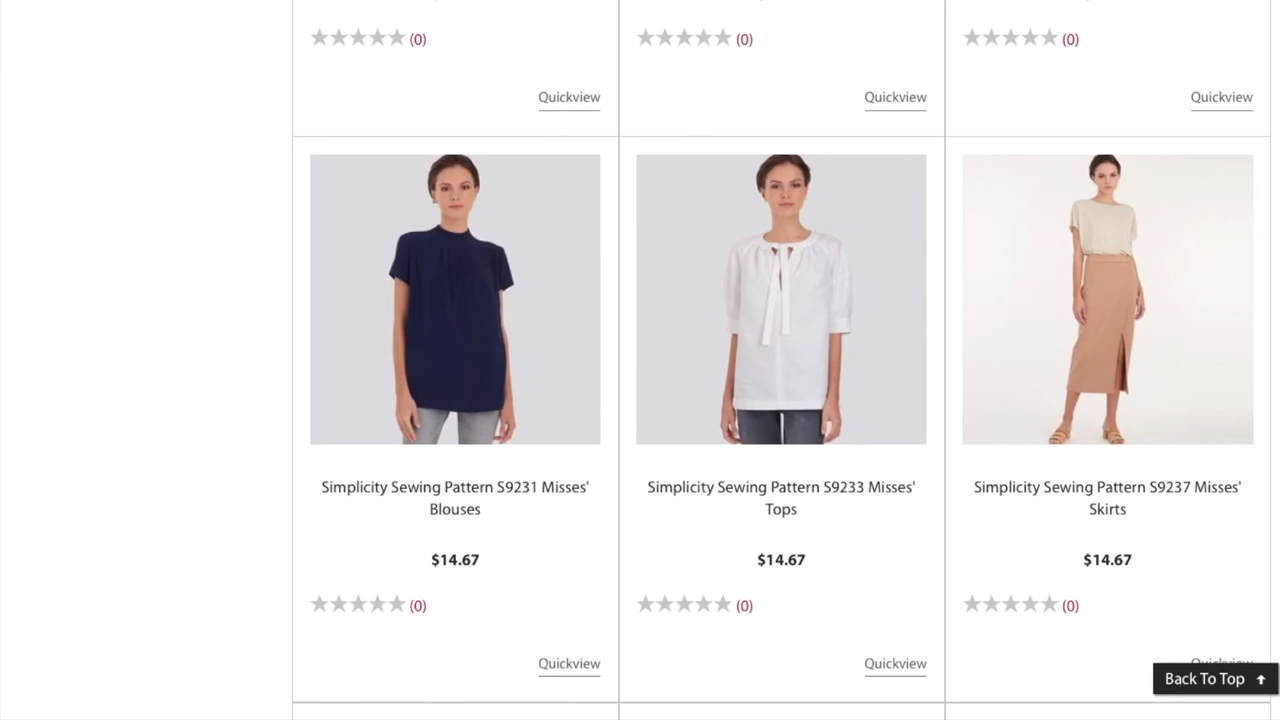 (0)
(0)
(0)
Quickview
Quickview
Quickview
Simplicity Sewing Pattern S9231 Misses'
Blouses
Simplicity Sewing Pattern S9233 Misses'
Tops
Simplicity Sewing Pattern S9237 Misses'
Skirts
$14.67
$14.67
$14.67
(0)
(0)
(0)
Quickview
Quickview
Quickview
Back To Top